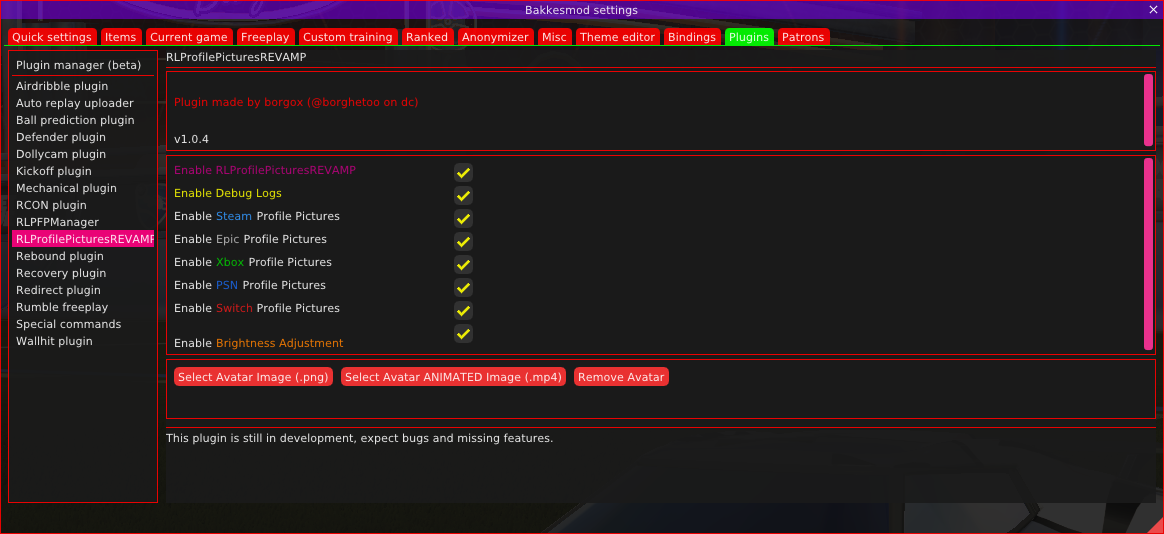 Bakkesmod settings
Quick settings Items Current game Freeplay Custom training Ranked Anonymizer Misc Theme editor Bindings Plugins Patrons
Plugin manager (beta)
Airdribble plugin
Auto replay uploader
Ball prediction plugin
Defender plugin
Dollycam plugin
Kickoff plugin
Mechanical plugin
RCON plugin
RLPFPManager
RLProfilePicturesREVAMP
Rebound plugin
Recovery plugin
Redirect plugin
Rumble freeplay
Special commands
Wallhit plugin
RLProfilePicturesREVAMP
Plugin made by borgox (@borghetoo on dc)
v1.0.4
Enable RLProfilePicturesREVAMP
Enable Debug Logs
Enable Steam Profile Pictures
Enable Epic Profile Pictures
Enable Xbox Profile Pictures
Enable PSN Profile Pictures
Enable Switch Profile Pictures
Enable Brightness Adjustment
Select Avatar Image (.png) Select Avatar ANIMATED Image (.mp4) Remove Avatar
This plugin is still in development, expect bugs and missing features.